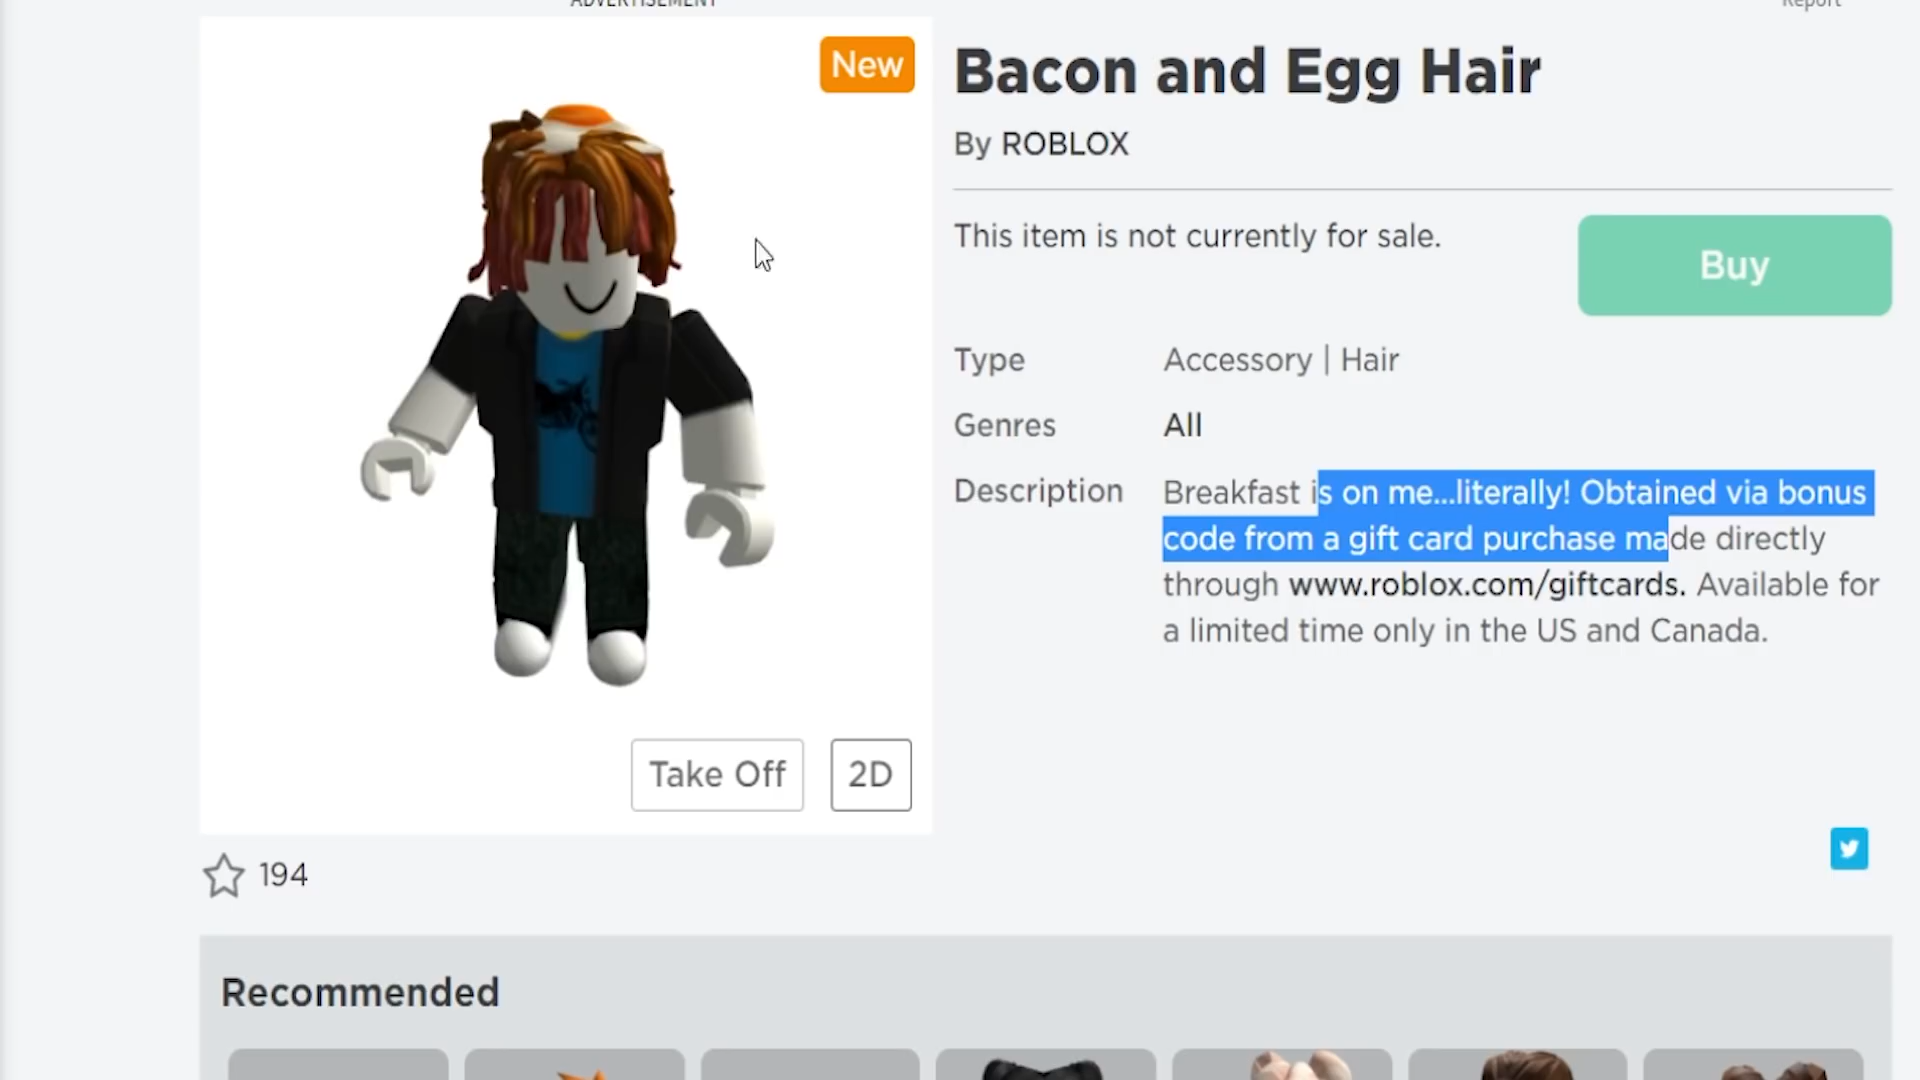 ADVERTISEMENT
Report
New
Bacon and Egg Hair
By ROBLOX
This item is not currently for sale.
Buy
Type Accessory | Hair
Genres All
Description Breakfast is on me...literally! Obtained via bonus
code from a gift card purchase made directly
through www.roblox.com/giftcards. Available for
a limited time only in the US and Canada.
Take Off 2D
194
Recommended